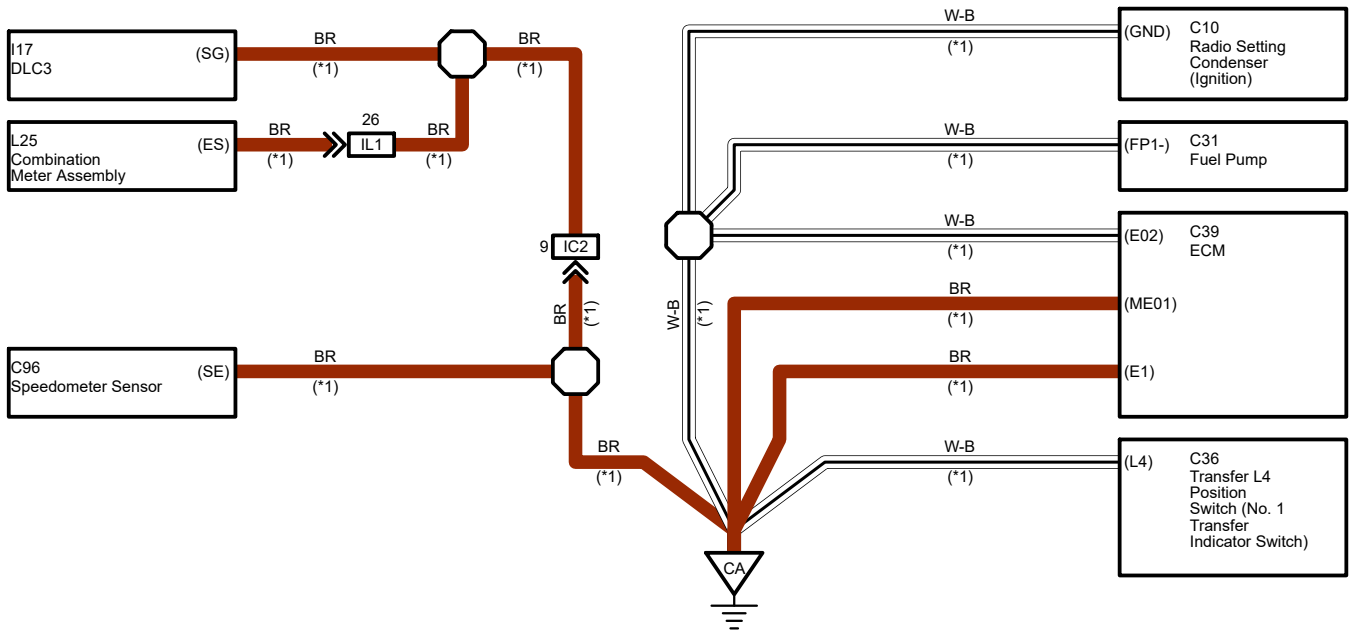 I17
DLC3
(SG)
BR
(*1)
BR
(*1)
L25
Combination
Meter Assembly
(ES)
BR
(*1)
26
IL1
BR
(*1)
9
IC2
BR
(*1)
C96
Speedometer Sensor
(SE)
BR
(*1)
BR
(*1)
W-B
(*1)
W-B
(*1)
(GND)
C10
Radio Setting
Condenser
(Ignition)
W-B
(*1)
(FP1-)
C31
Fuel Pump
W-B
(*1)
(E02)
C39
ECM
BR
(*1)
(ME01)
BR
(*1)
(E1)
W-B
(*1)
(L4)
C36
Transfer L4
Position
Switch (No. 1
Transfer
Indicator Switch)
CA